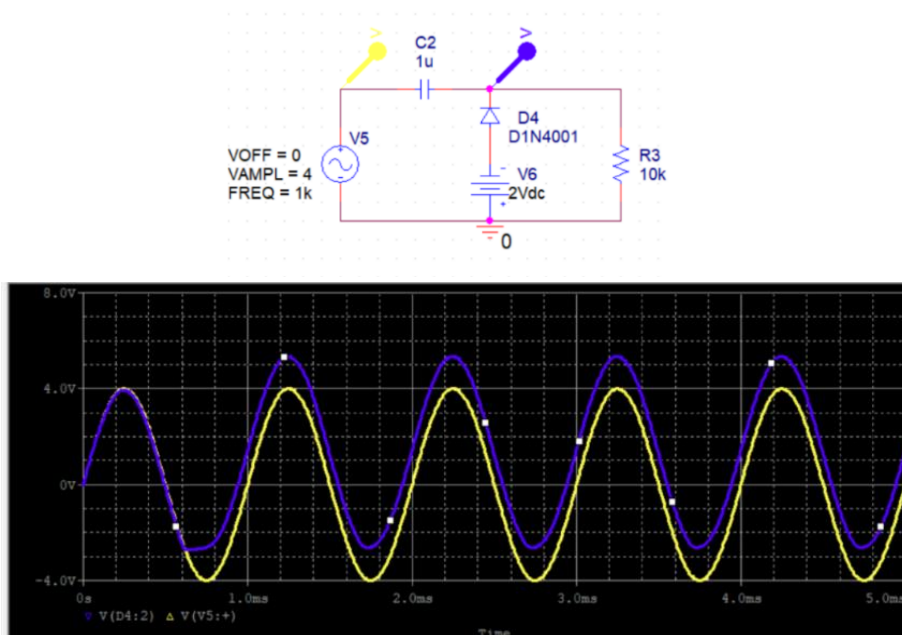 V
V
C2
1u
D4
D1N4001
V5
VOFF = 0
VAMPL = 4
FREQ = 1k
-
V6
2Vdc
+
R3
10k
0
8.0V
4.0V
0V
-4.0V
0s 1.0ms 2.0ms 3.0ms 4.0ms 5.0ms
V(D4:2) V(V5:+)
Time